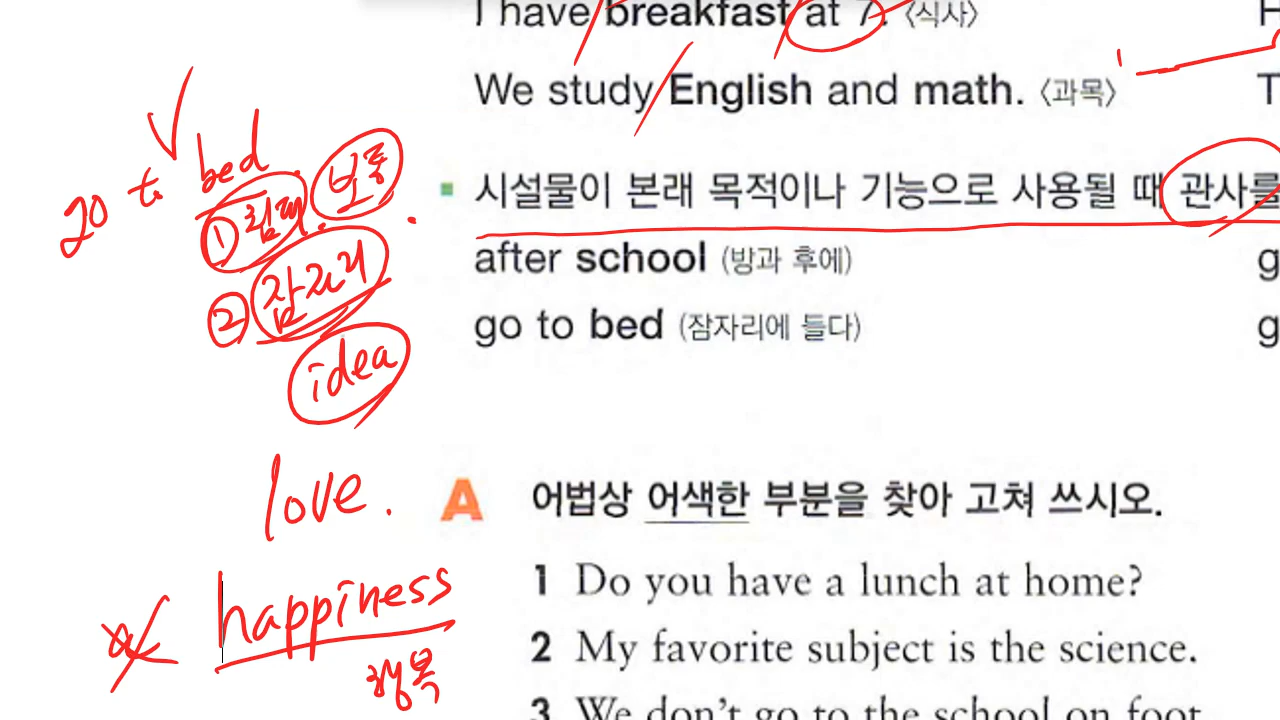 I have breakfast at 7. 〈식사〉
We study English and math. 〈과목〉
bed
20 to
① 침대 보통
시설물이 본래 목적이나 기능으로 사용될 때 관사를
② 잠자리
after school (방과 후에)
go to bed (잠자리에 들다)
idea
love.
A 어법상 어색한 부분을 찾아 고쳐 쓰시오.
1 Do you have a lunch at home?
happiness
2 My favorite subject is the science.
행복
3 We don't go to the school on foot